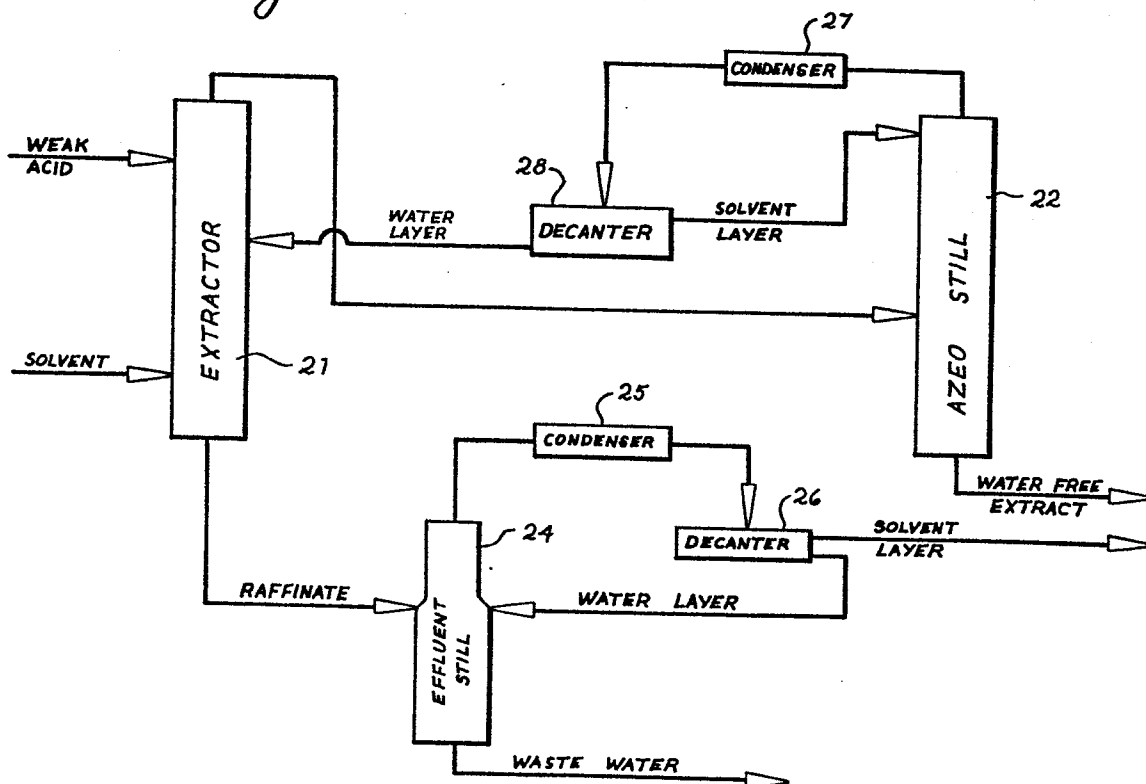 27
CONDENSER
WEAK
ACID
28
DECANTER
SOLVENT
LAYER
22
WATER
LAYER
EXTRACTOR
21
AZEO STILL
SOLVENT
25
CONDENSER
WATER FREE
EXTRACT
26
DECANTER
SOLVENT
LAYER
24
RAFFINATE
WATER LAYER
EFFLUENT
STILL
WASTE WATER